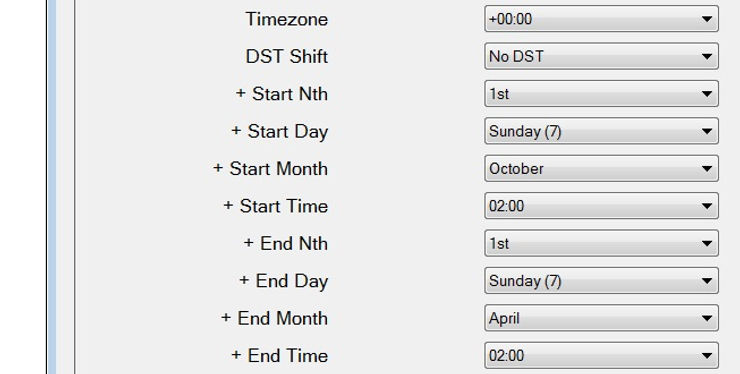 Timezone +00:00
DST Shift No DST
+ Start Nth 1st
+ Start Day Sunday (7)
+ Start Month October
+ Start Time 02:00
+ End Nth 1st
+ End Day Sunday (7)
+ End Month April
+ End Time 02:00